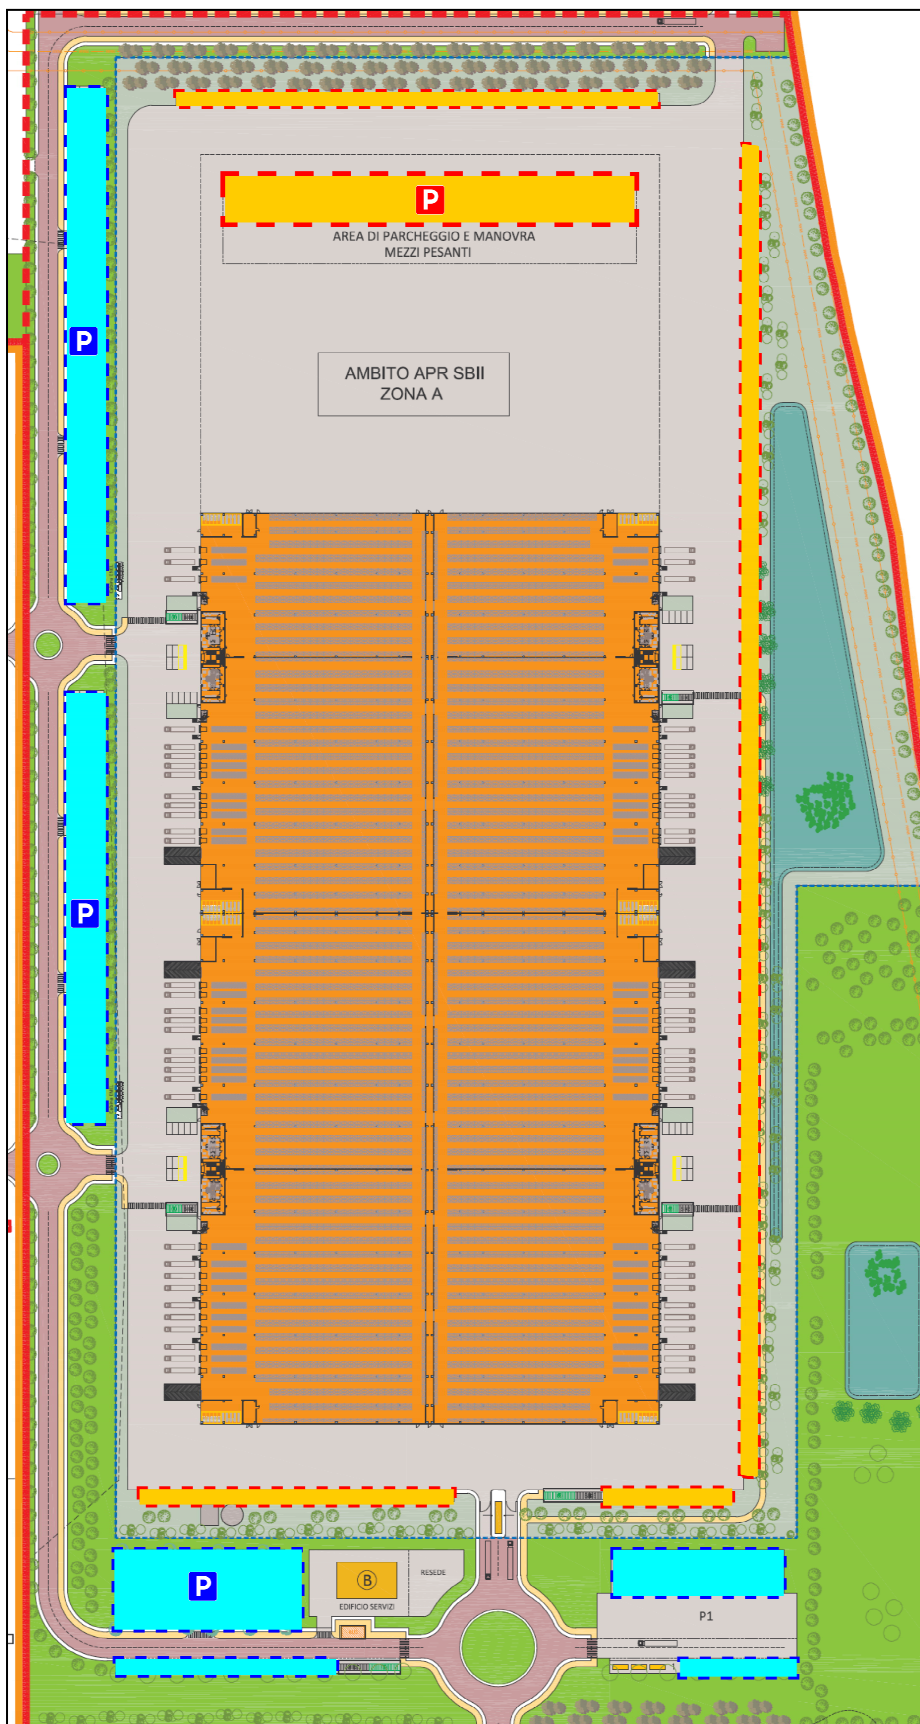 P
AREA DI PARCHEGGIO E MANOVRA
MEZZI PESANTI
P
AMBITO APR SBII
ZONA A
P
P
B
RESEDE
EDIFICIO SERVIZI
P1